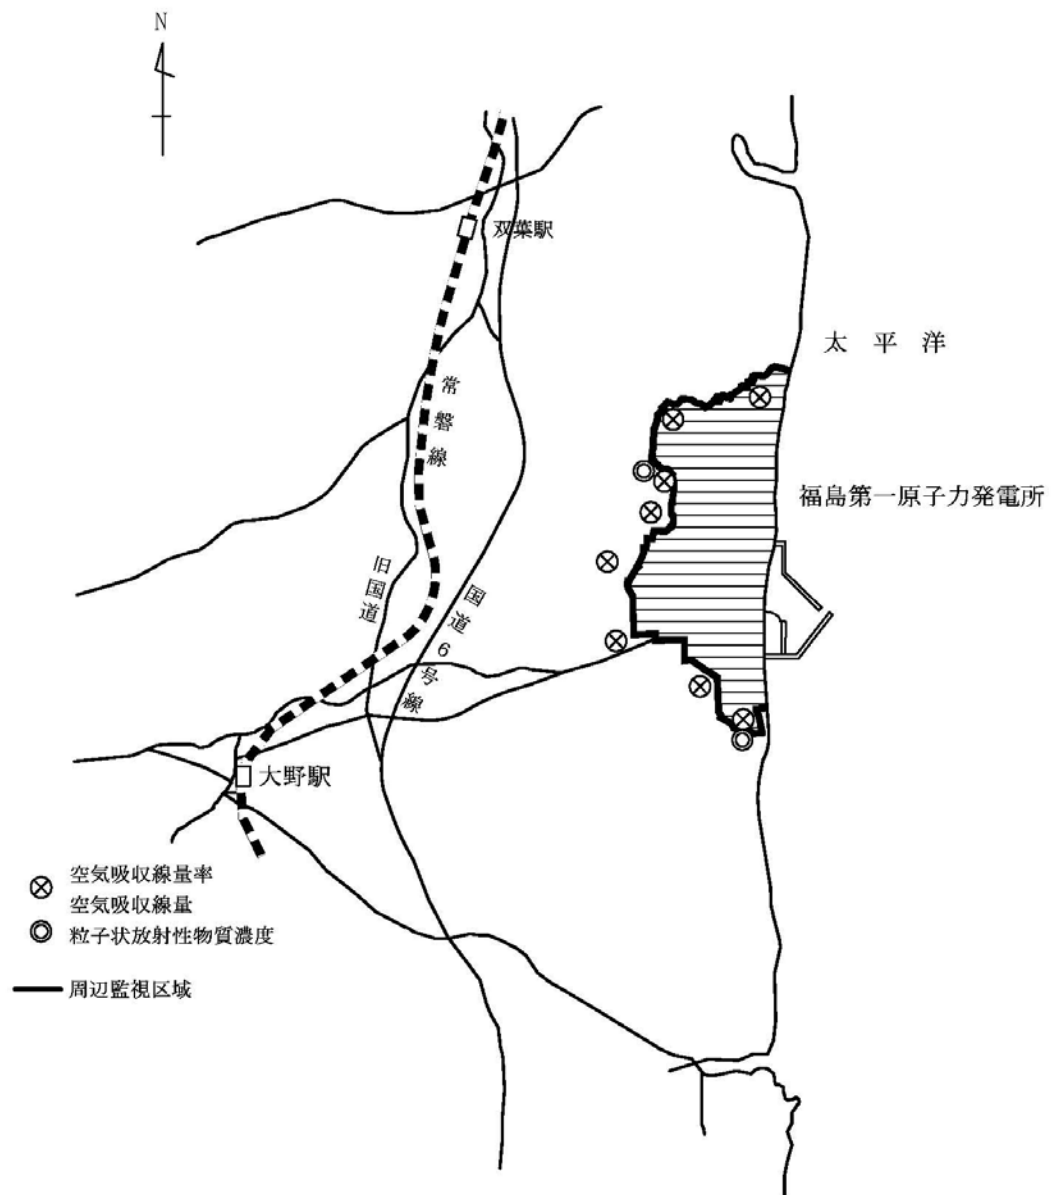 N
双葉駅
太平洋
常磐線
福島第一原子力発電所
旧国道
国道6号線
大野駅
空気吸収線量率
空気吸収線量
粒子状放射性物質濃度
周辺監視区域